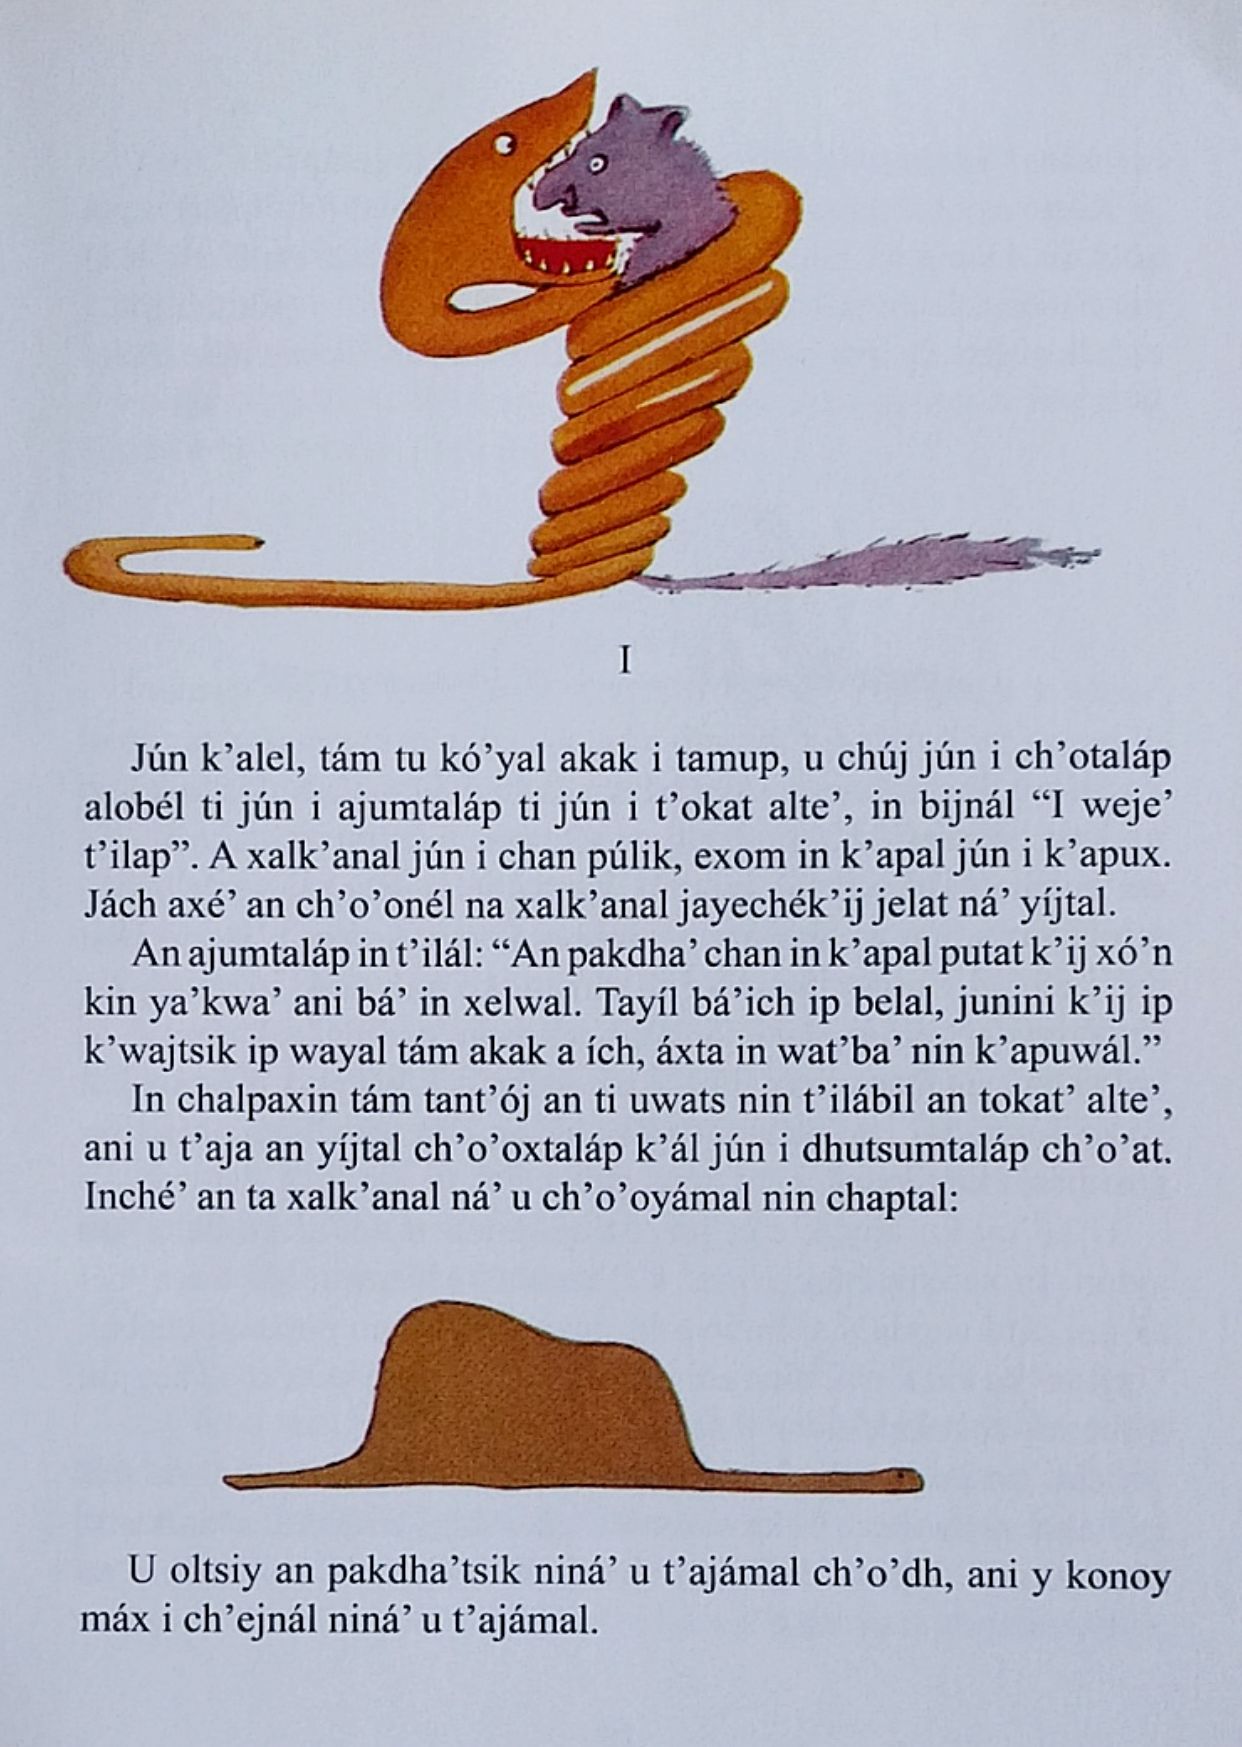 I
Jún k’alel, tám tu kó’yal akak i tamup, u chúj jún i ch’otaláp
alobél ti jún i ajumtaláp ti jún i t’okat alte’, in bijnál “I weje’
t’ilap”. A xalk’anal jún i chan púlik, exom in k’apal jún i k’apux.
Jách axé’ an ch’o’onél na xalk’anal jayechék’ij jelat ná’ yíjtal.
An ajumtaláp in t’ilál: “An pakdha’ chan in k’apal putat k’ij xó’n
kin ya’kwa’ ani bá’ in xelwal. Tayíl bá’ich ip belal, junini k’ij ip
k’wajtsik ip wayal tám akak a ích, áxta in wat’ba’ nin k’apuwál.”
In chalpaxin tám tant’ój an ti uwats nin t’ilábil an tokat’ alte’,
ani u t’aja an yíjtal ch’o’oxtaláp k’ál jún i dhutsumtaláp ch’o’at.
Inché’ an ta xalk’anal ná’ u ch’o’oyámal nin chaptal:
U oltsiy an pakdha’tsik niná’ u t’ajámal ch’o’dh, ani y konoy
máx i ch’ejnál niná’ u t’ajámal.